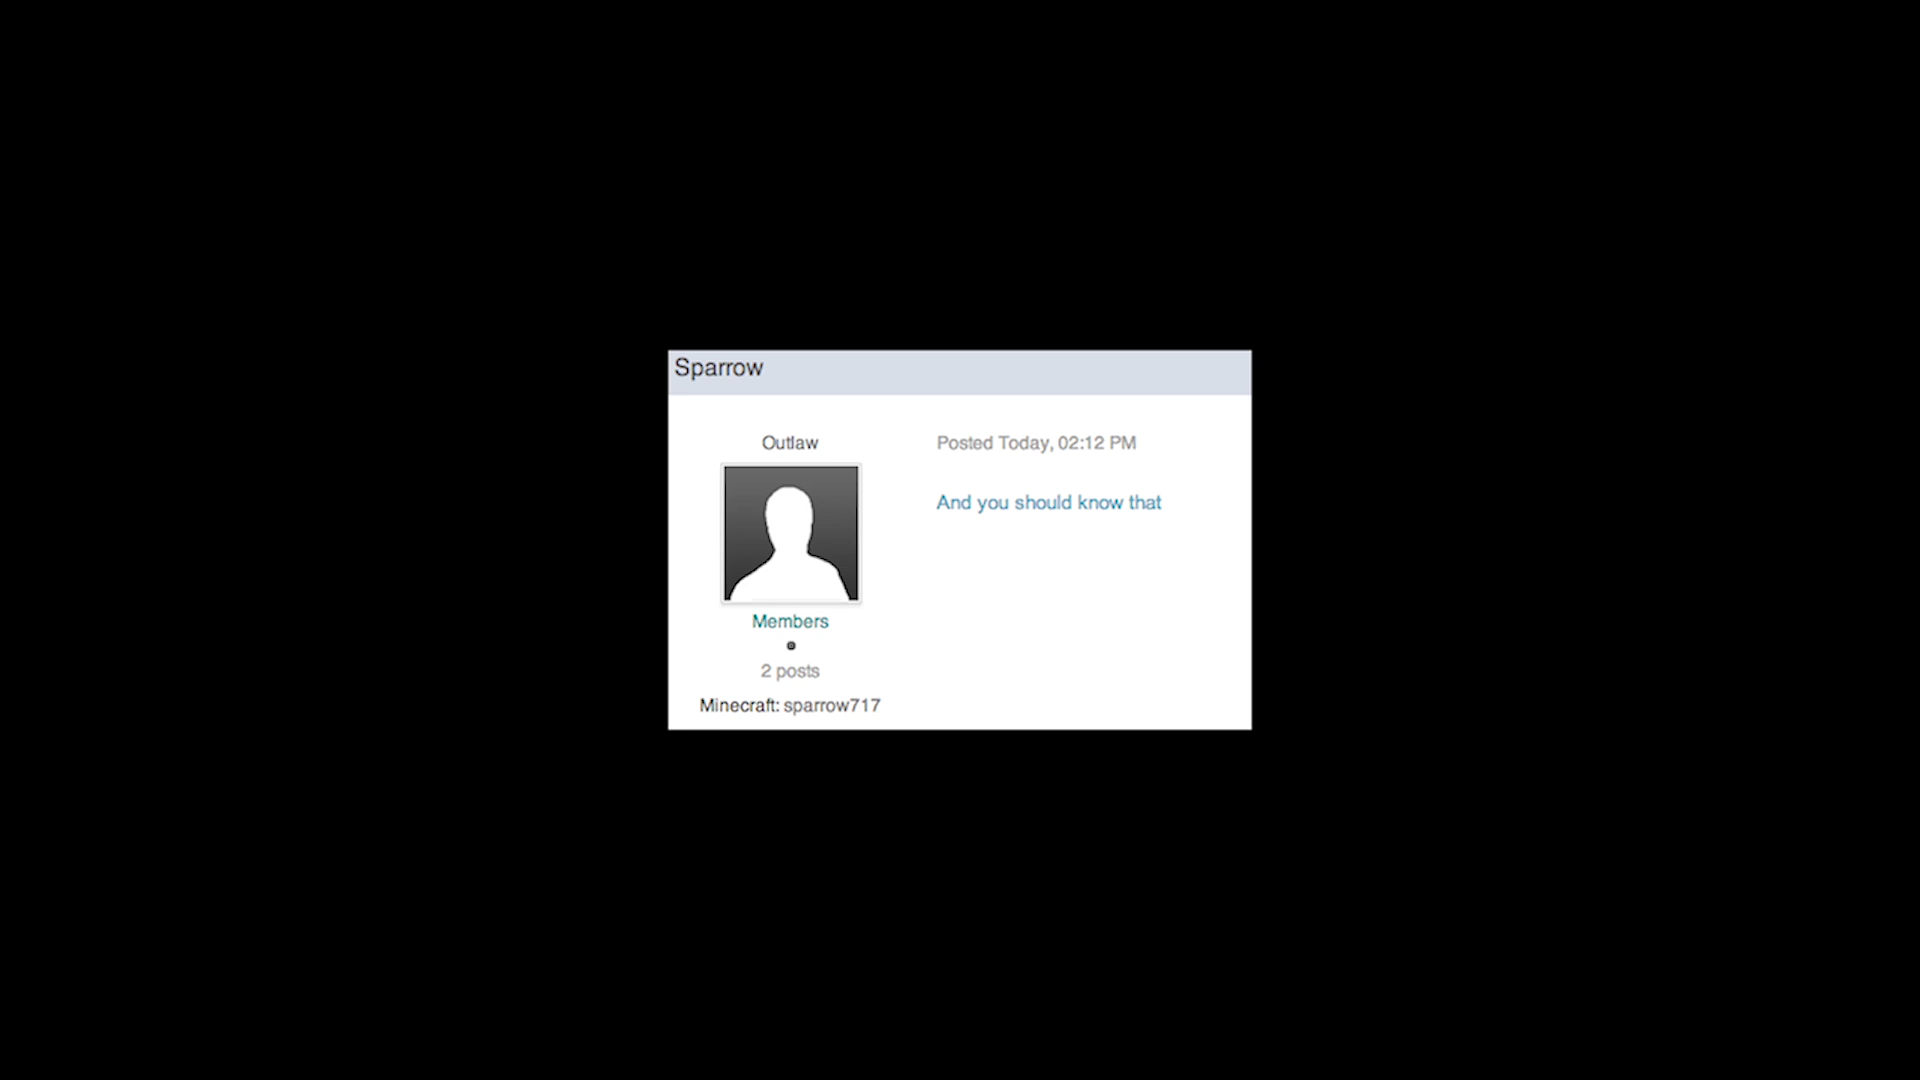 Sparrow
Outlaw
Posted Today, 02:12 PM
And you should know that
Members
2 posts
Minecraft: sparrow717